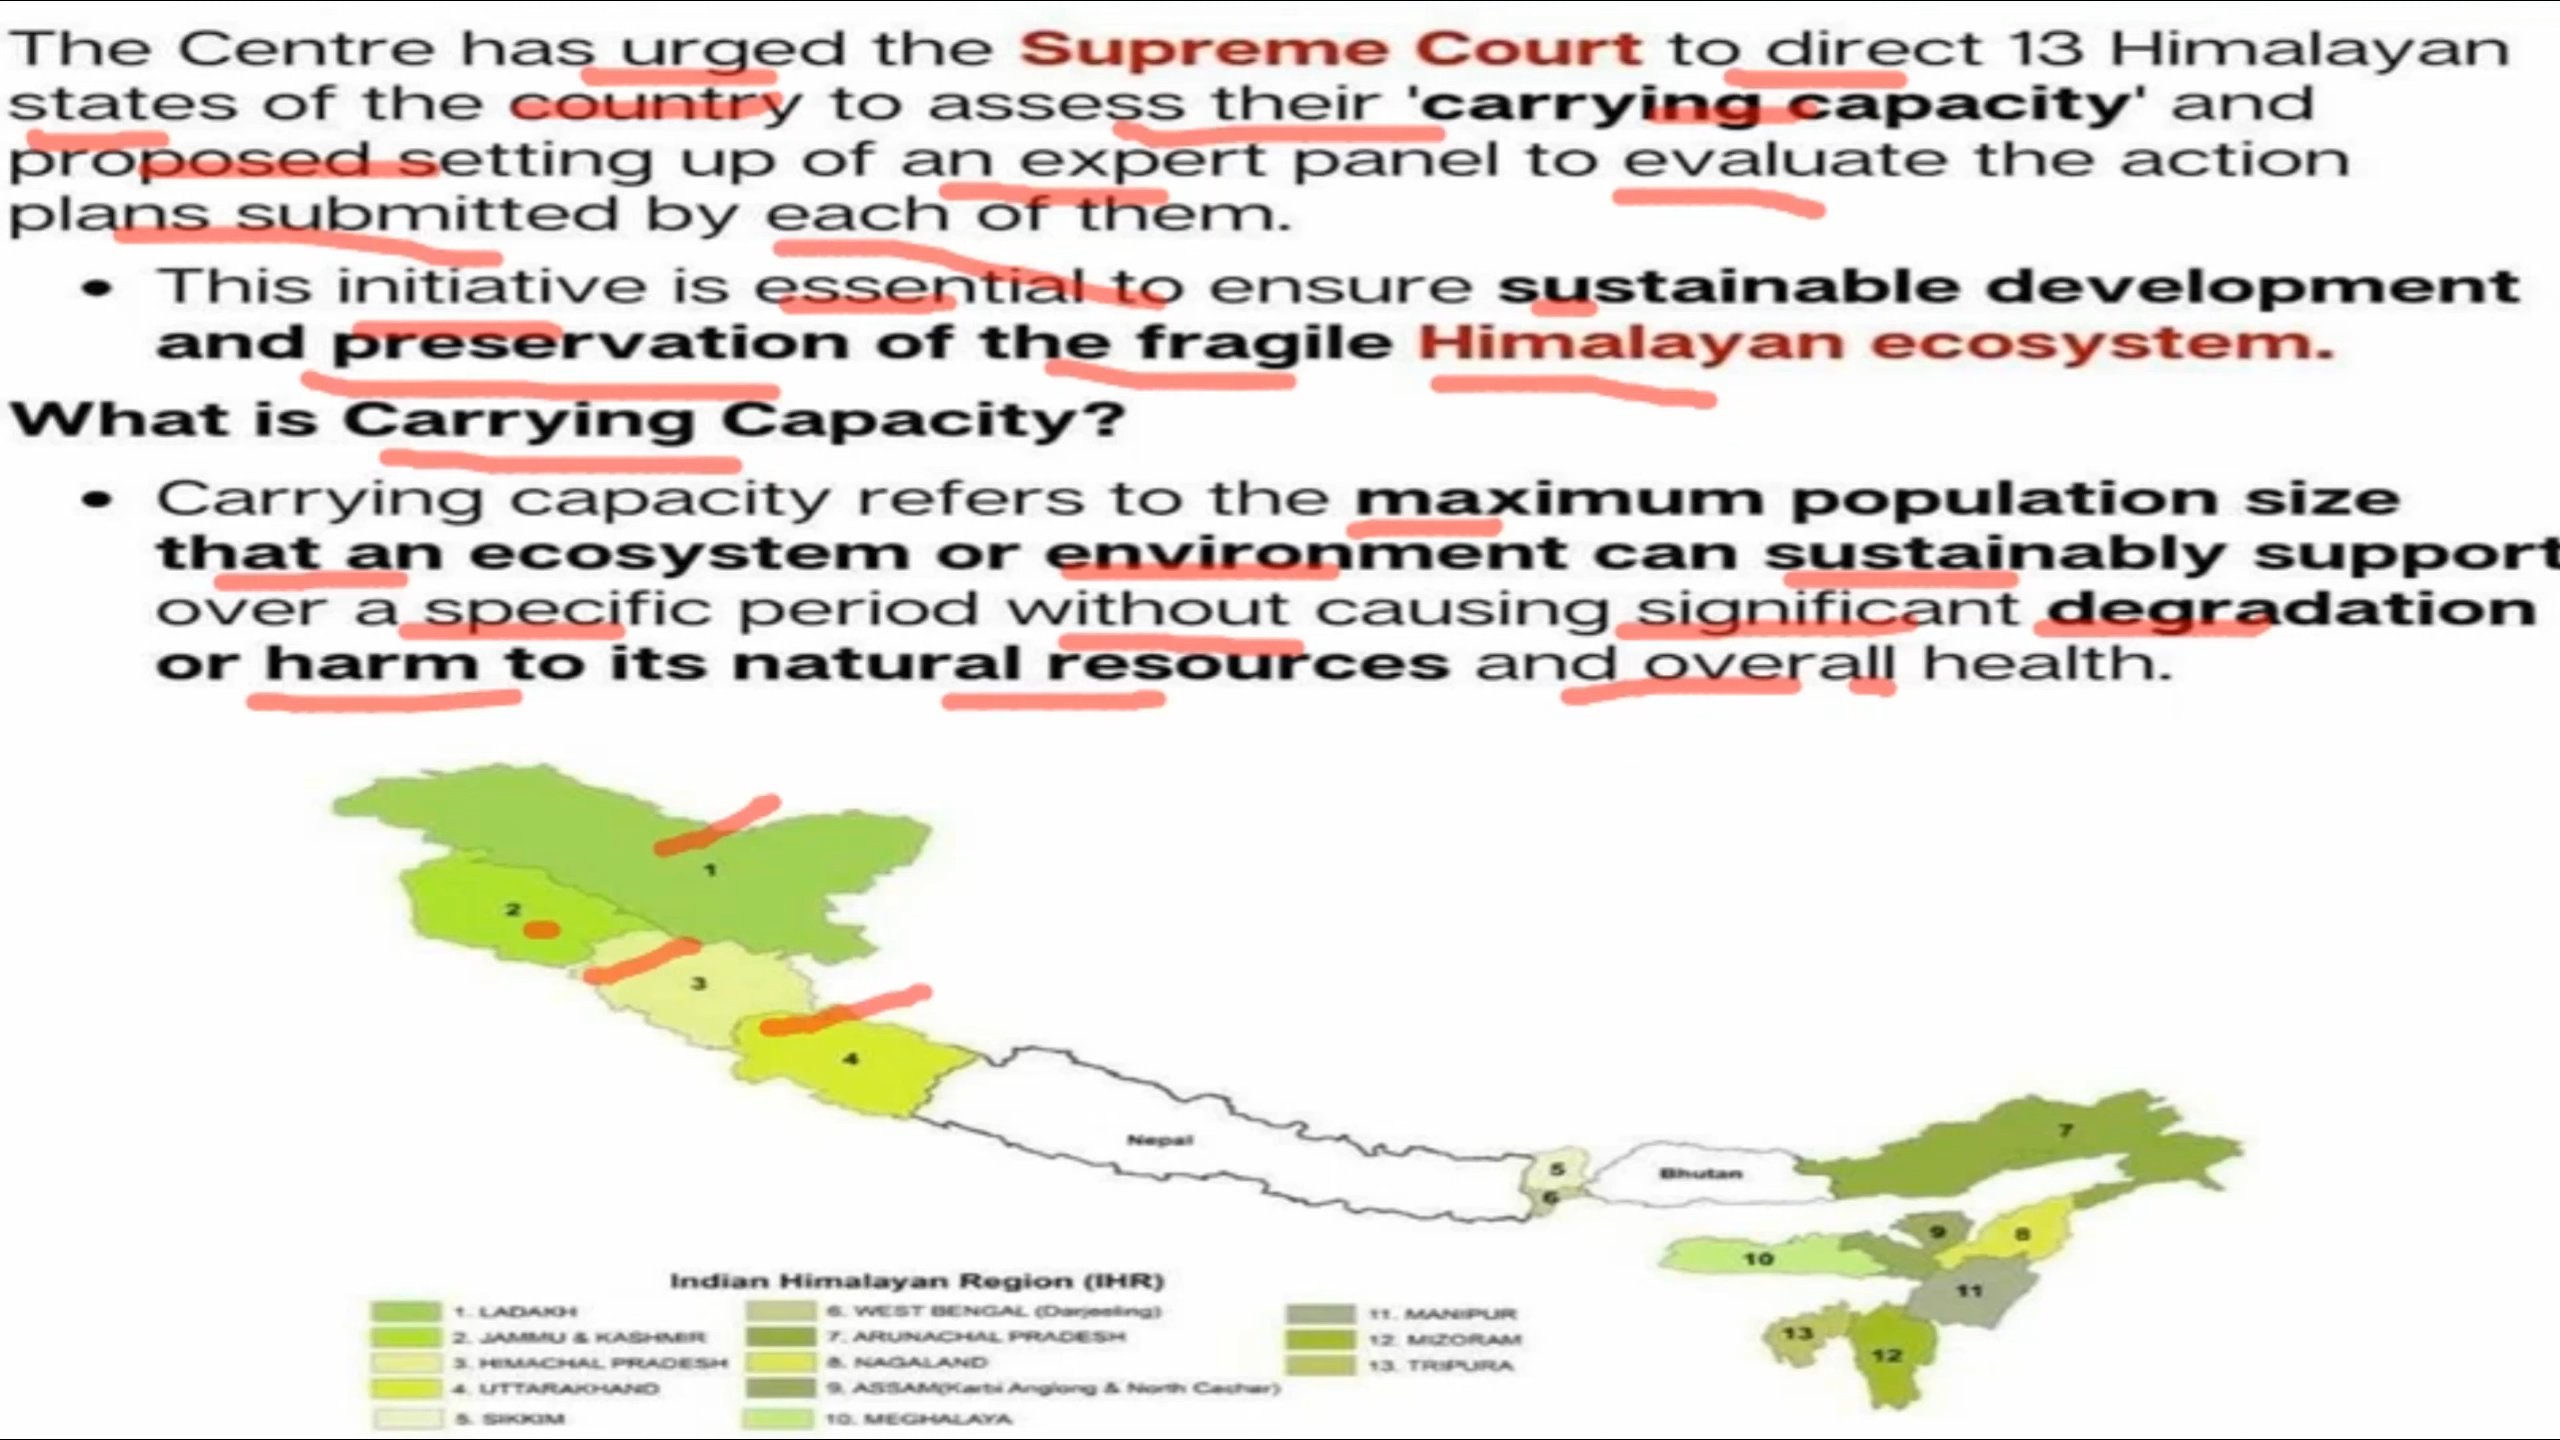 The Centre has urged the Supreme Court to direct 13 Himalayan
states of the country to assess their 'carrying capacity' and
proposed setting up of an expert panel to evaluate the action
plans submitted by each of them.
• This initiative is essential to ensure sustainable development
and preservation of the fragile Himalayan ecosystem.
What is Carrying Capacity?
• Carrying capacity refers to the maximum population size
that an ecosystem or environment can sustainably support
over a specific period without causing significant degradation
or harm to its natural resources and overall health.
1
2
3
4
Nepal
5
6
Bhutan
7
8
9
10
11
12
13
Indian Himalayan Region (IHR)
1. LADAKH
2. JAMMU & KASHMIR
3. HIMACHAL PRADESH
4. UTTARAKHAND
5. SIKKIM
6. WEST BENGAL (Darjeeling)
7. ARUNACHAL PRADESH
8. NAGALAND
9. ASSAM(Karbi Anglong & North Cachar)
10. MEGHALAYA
11. MANIPUR
12. MIZORAM
13. TRIPURA